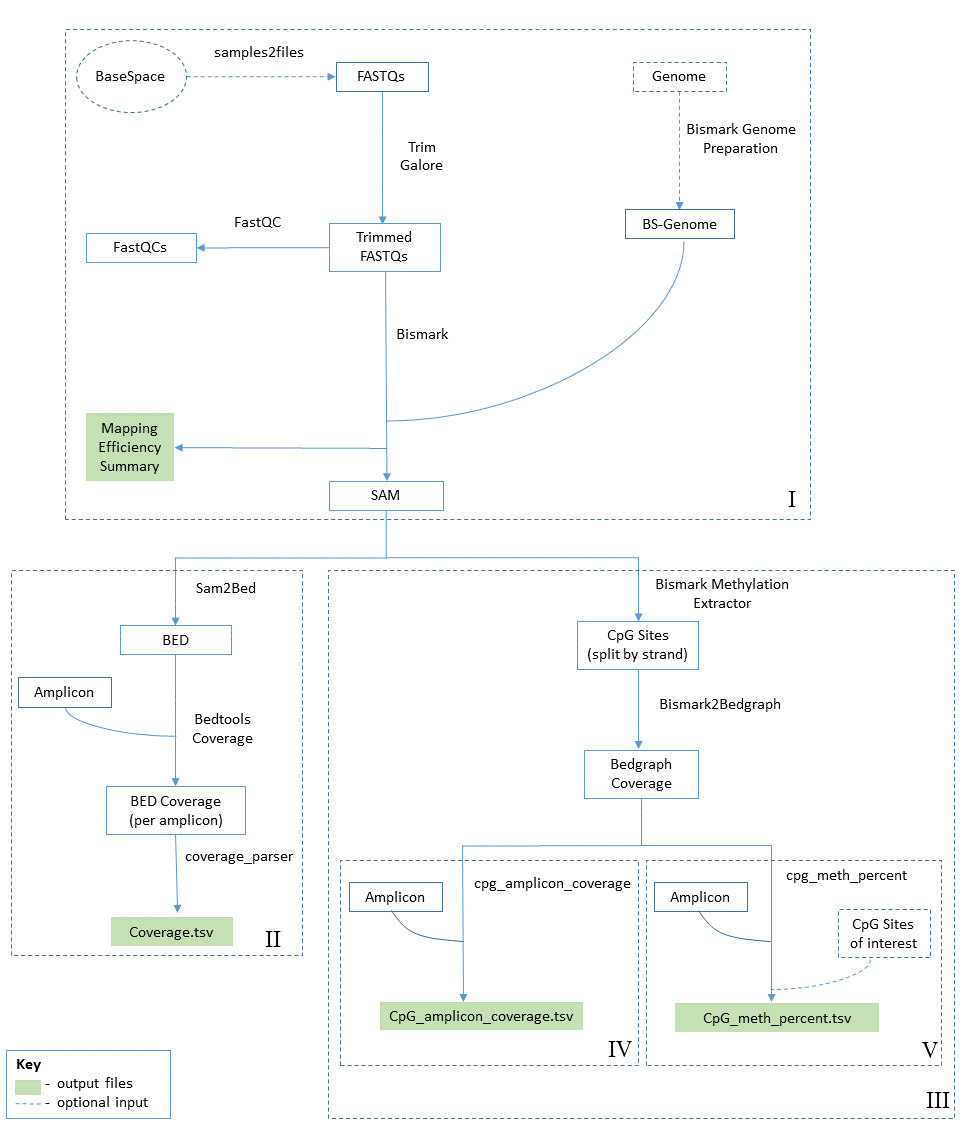 samples2files
BaseSpace
FASTQs
Genome
Bismark Genome
Preparation
Trim
Galore
FastQC
FastQCs
Trimmed
FASTQs
BS-Genome
Bismark
Mapping
Efficiency
Summary
SAM
I
Sam2Bed
BED
Amplicon
Bedtools
Coverage
BED Coverage
(per amplicon)
coverage_parser
Coverage.tsv
II
Bismark Methylation
Extractor
CpG Sites
(split by strand)
Bismark2Bedgraph
Bedgraph
Coverage
cpg_amplicon_coverage
Amplicon
CpG_amplicon_coverage.tsv
IV
cpg_meth_percent
Amplicon
CpG Sites
of interest
CpG_meth_percent.tsv
V
III
Key
- output files
- optional input